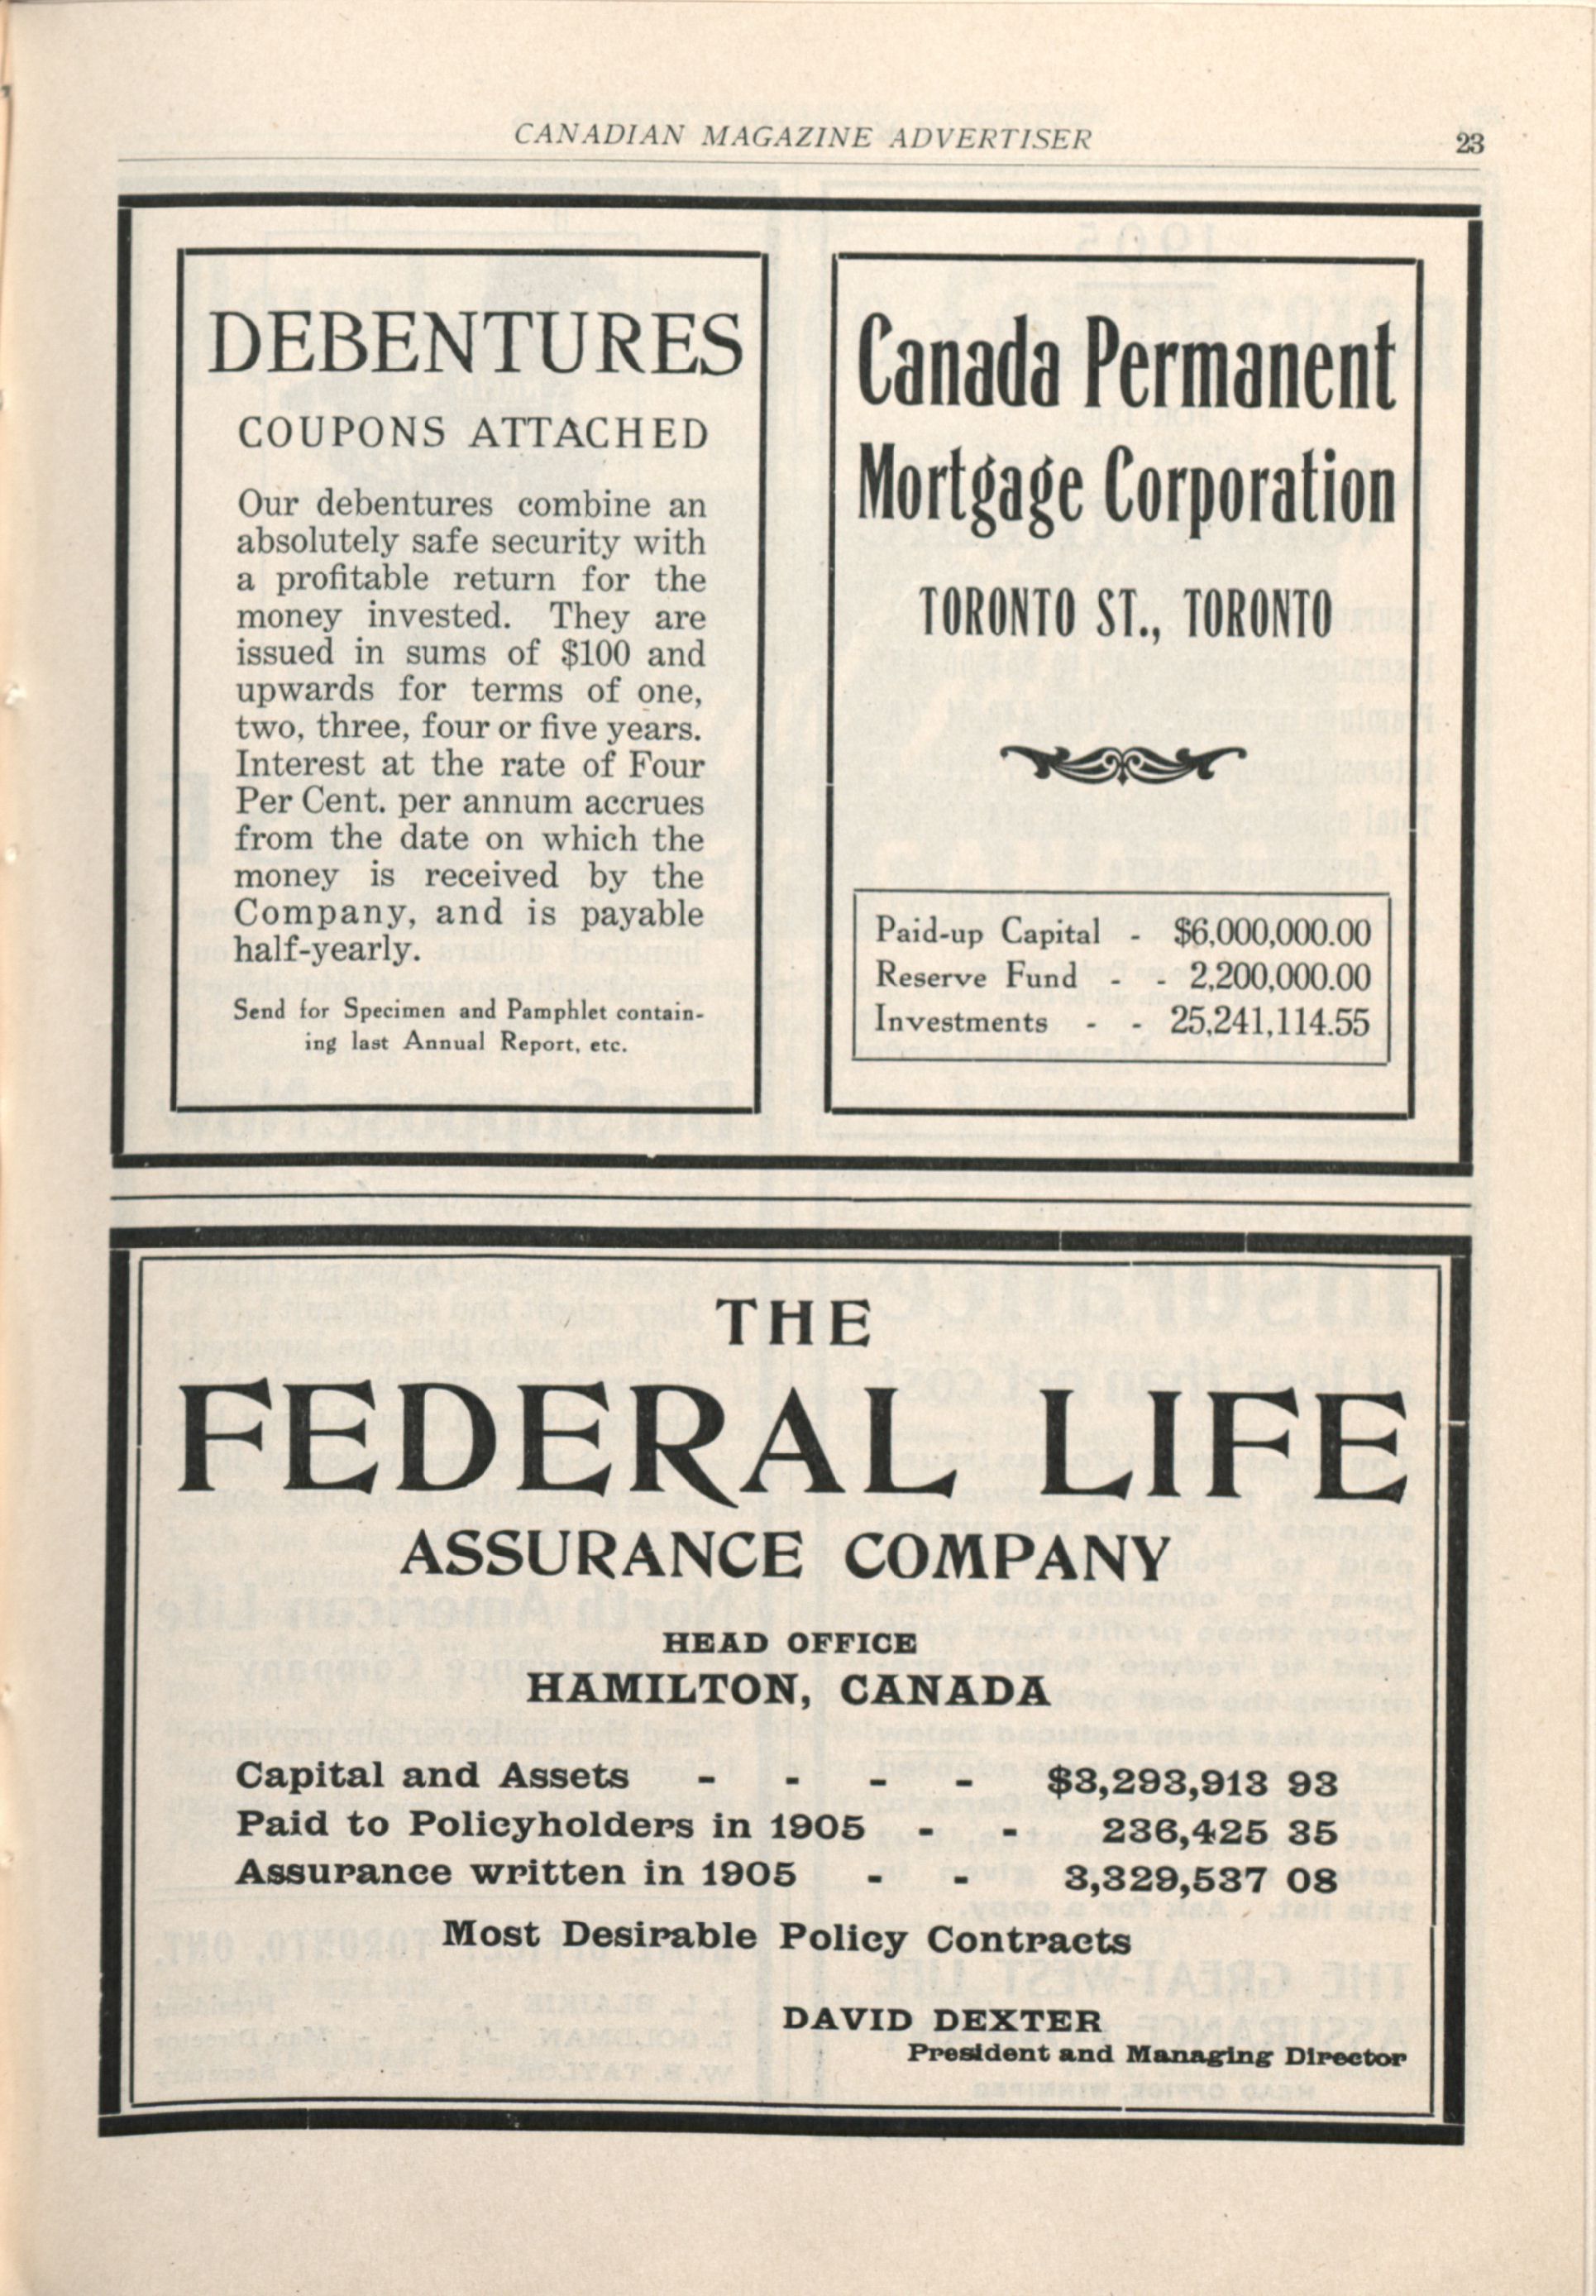 CANADIAN MAGAZINE ADVERTISER 23
DEBENTURES
COUPONS ATTACHED
Our debentures combine an
absolutely safe security with
a profitable return for the
money invested. They are
issued in sums of $100 and
upwards for terms of one,
two, three, four or five years.
Interest at the rate of Four
Per Cent. per annum accrues
from the date on which the
money is received by the
Company, and is payable
half-yearly.
Send for Specimen and Pamphlet contain-
ing last Annual Report, etc.
Canada Permanent
Mortgage Corporation
TORONTO ST., TORONTO
Paid-up Capital - $6,000,000.00
Reserve Fund - - 2,200,000.00
Investments - - 25,241,114.55
THE
FEDERAL LIFE
ASSURANCE COMPANY
HEAD OFFICE
HAMILTON, CANADA
Capital and Assets - - - - $3,293,913 93
Paid to Policyholders in 1905 - - 236,425 35
Assurance written in 1905 - - 3,329,537 08
Most Desirable Policy Contracts
DAVID DEXTER
President and Managing Director